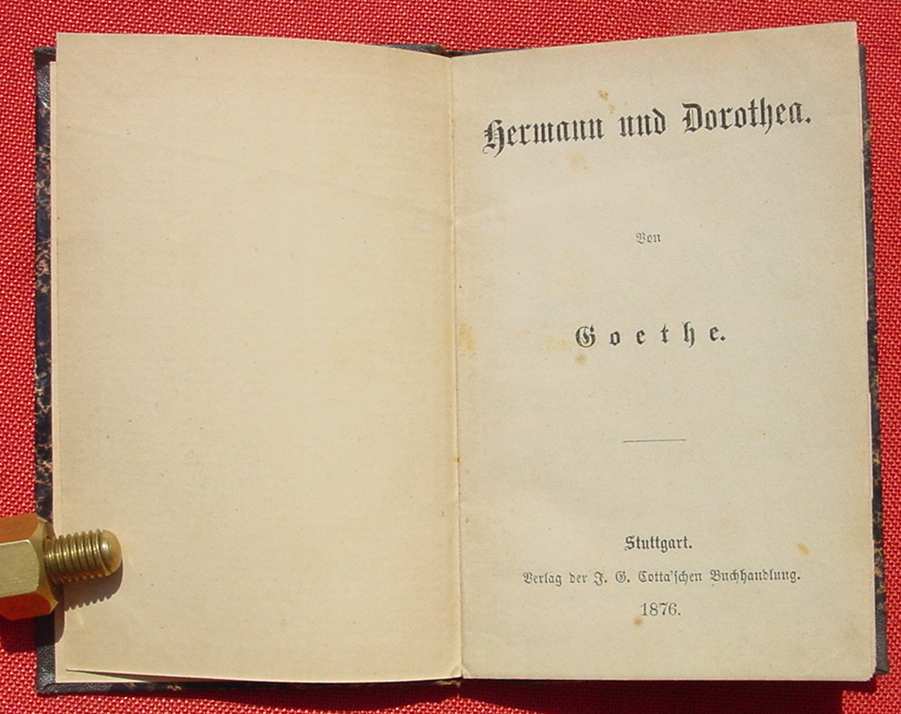 Hermann und Dorothea.
Von
Goethe.
Stuttgart.
Verlag der J. G. Cotta'schen Buchhandlung.
1876.